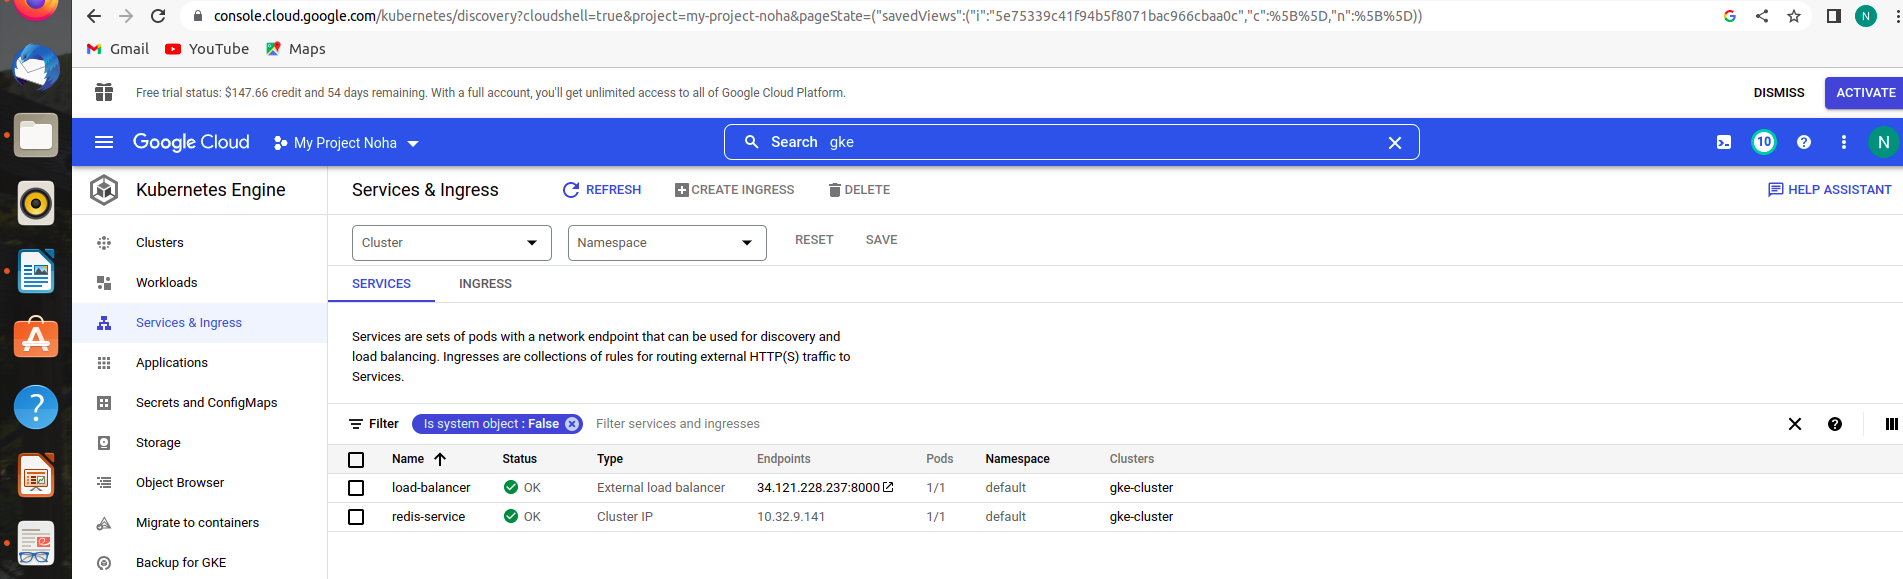 console.cloud.google.com/kubernetes/discovery?cloudshell=true&project=my-project-noha&pageState=("savedViews":("i":"5e75339c41f94b5f8071bac966cbaa0c","c":%5B%5D,"n":%5B%5D))
N
Gmail YouTube Maps
Free trial status: $147.66 credit and 54 days remaining. With a full account, you'll get unlimited access to all of Google Cloud Platform.
DISMISS ACTIVATE
Google Cloud My Project Noha Search gke 10 ? N
Kubernetes Engine
Services & Ingress REFRESH CREATE INGRESS DELETE HELP ASSISTANT
Clusters
Workloads
Services & Ingress
Applications
Secrets and ConfigMaps
Storage
Object Browser
Migrate to containers
Backup for GKE
Cluster Namespace RESET SAVE
SERVICES INGRESS
Services are sets of pods with a network endpoint that can be used for discovery and
load balancing. Ingresses are collections of rules for routing external HTTP(S) traffic to
Services.
Filter Is system object : False Filter services and ingresses ?
Name Status Type Endpoints Pods Namespace Clusters
load-balancer OK External load balancer 34.121.228.237:8000 1/1 default gke-cluster
redis-service OK Cluster IP 10.32.9.141 1/1 default gke-cluster